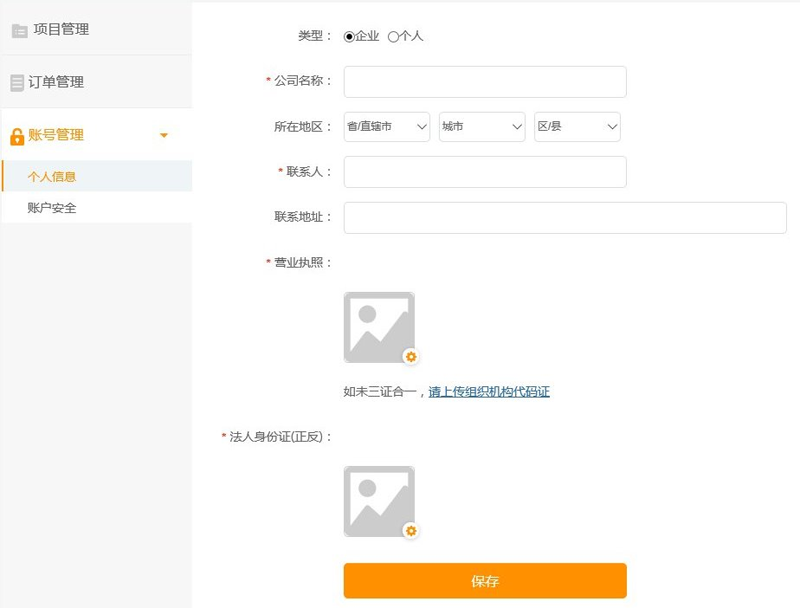 项目管理
订单管理
账号管理
个人信息
账户安全
类型： 企业 个人
* 公司名称：
所在地区： 省/直辖市 城市 区/县
* 联系人：
联系地址：
* 营业执照：
如未三证合一，请上传组织机构代码证
* 法人身份证(正反)：
保存